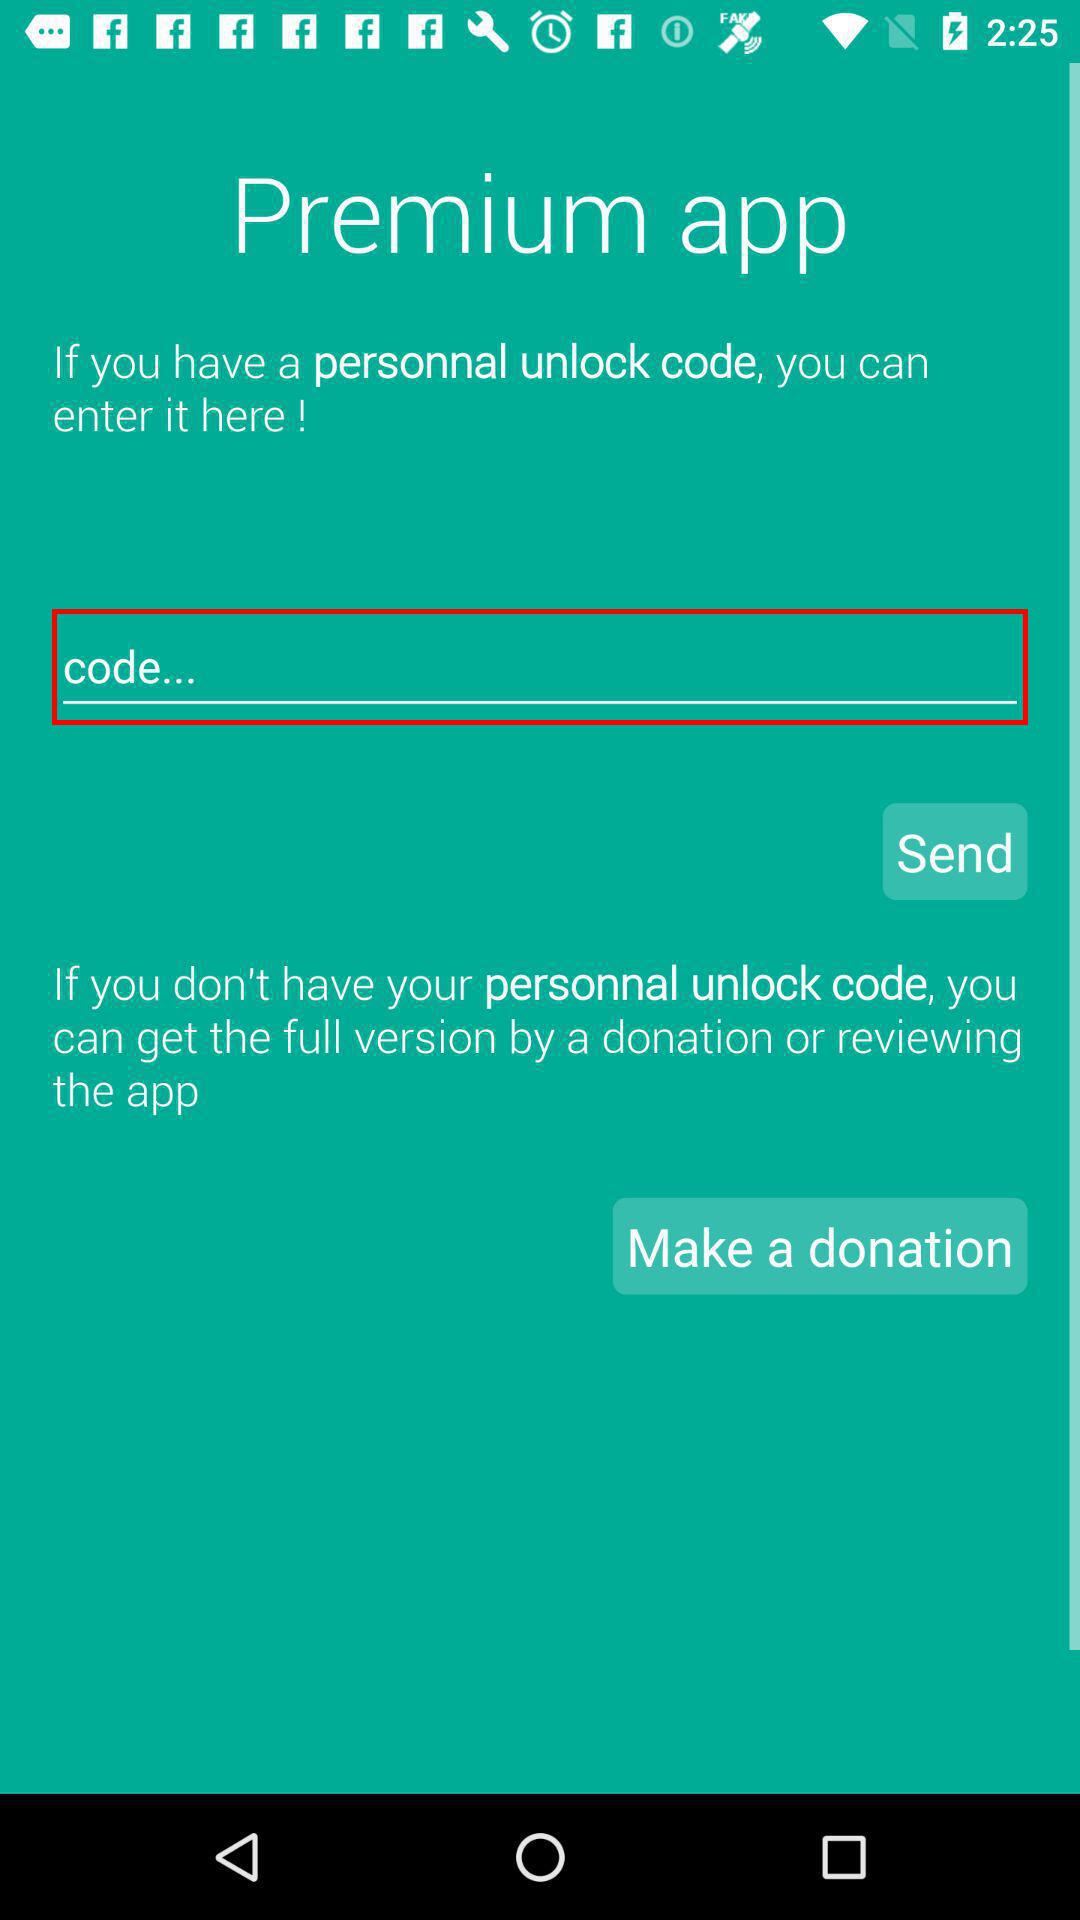 FAKE 2:25
Premium app
If you have a personnal unlock code, you can
enter it here !
code...
Send
If you don't have your personnal unlock code, you
can get the full version by a donation or reviewing
the app
Make a donation